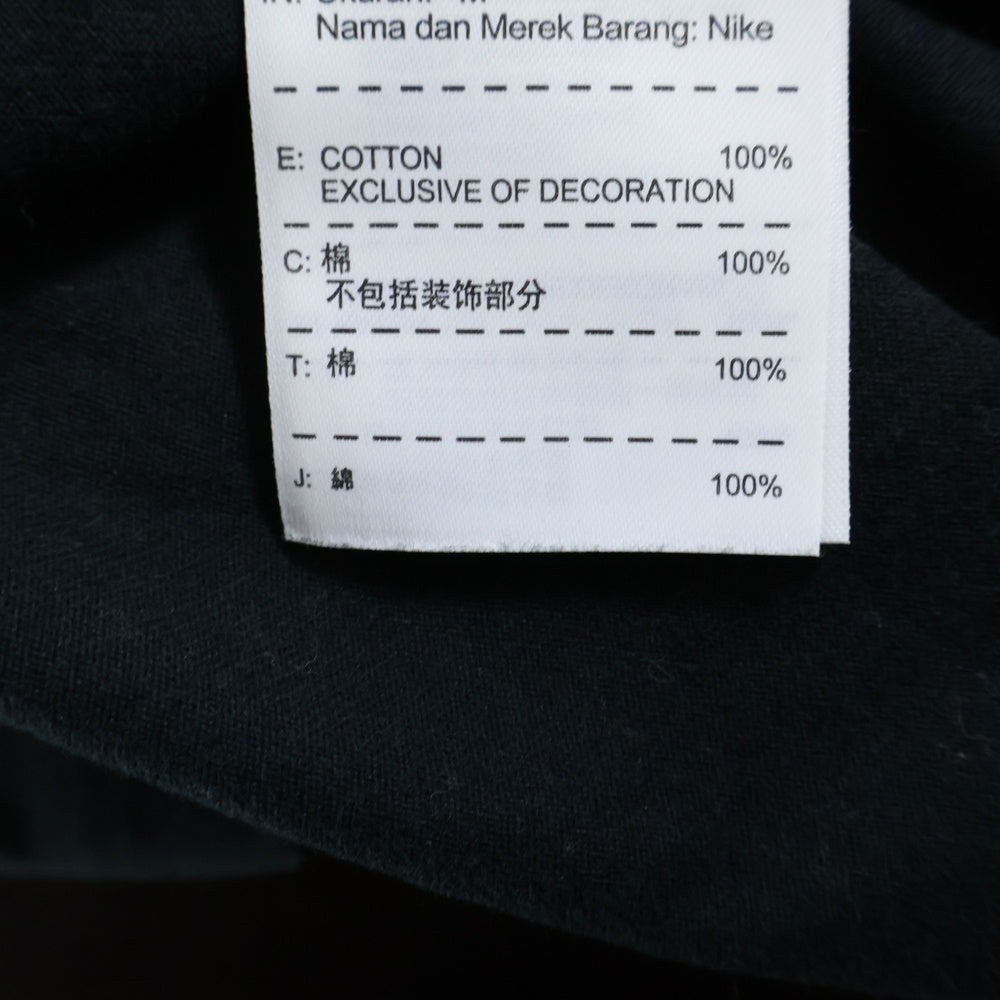 Nama dan Merek Barang: Nike
E: COTTON 100%
EXCLUSIVE OF DECORATION
C: 棉 100%
不包括装饰部分
T: 棉 100%
J: 綿 100%